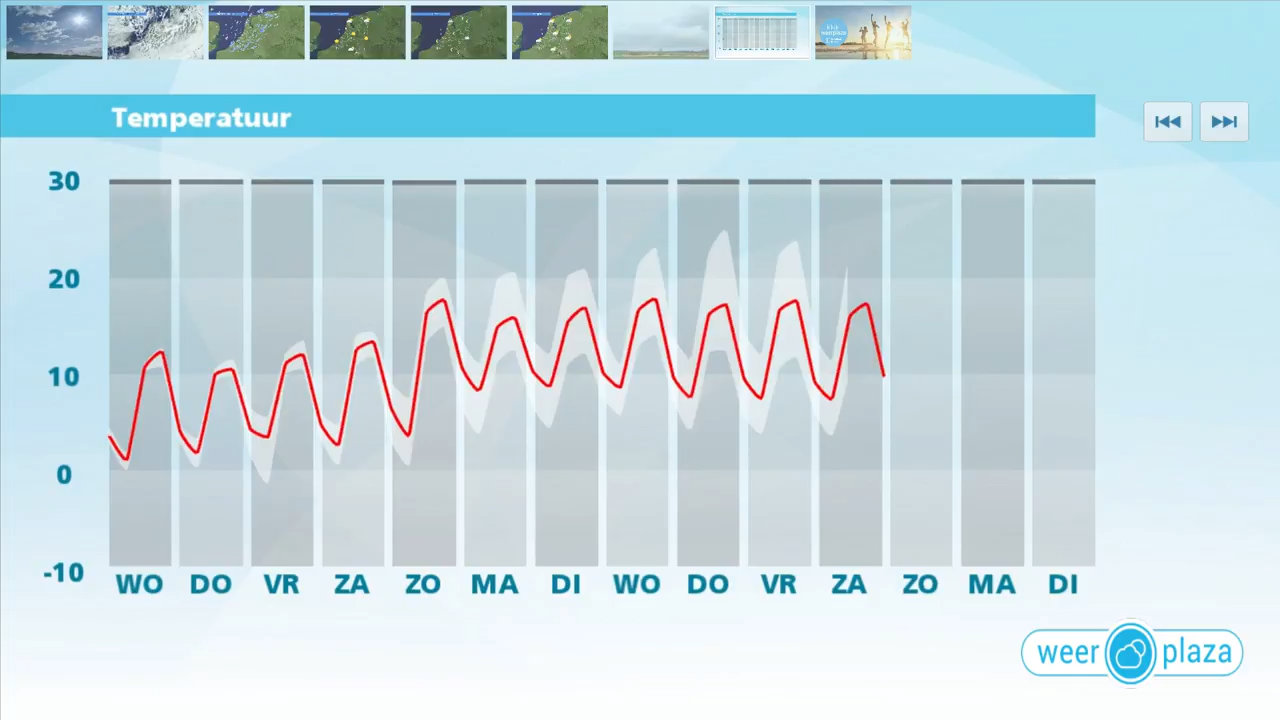 Temperatuur
30
20
10
0
-10
WO DO VR ZA ZO MA DI WO DO VR ZA ZO MA DI
weer plaza